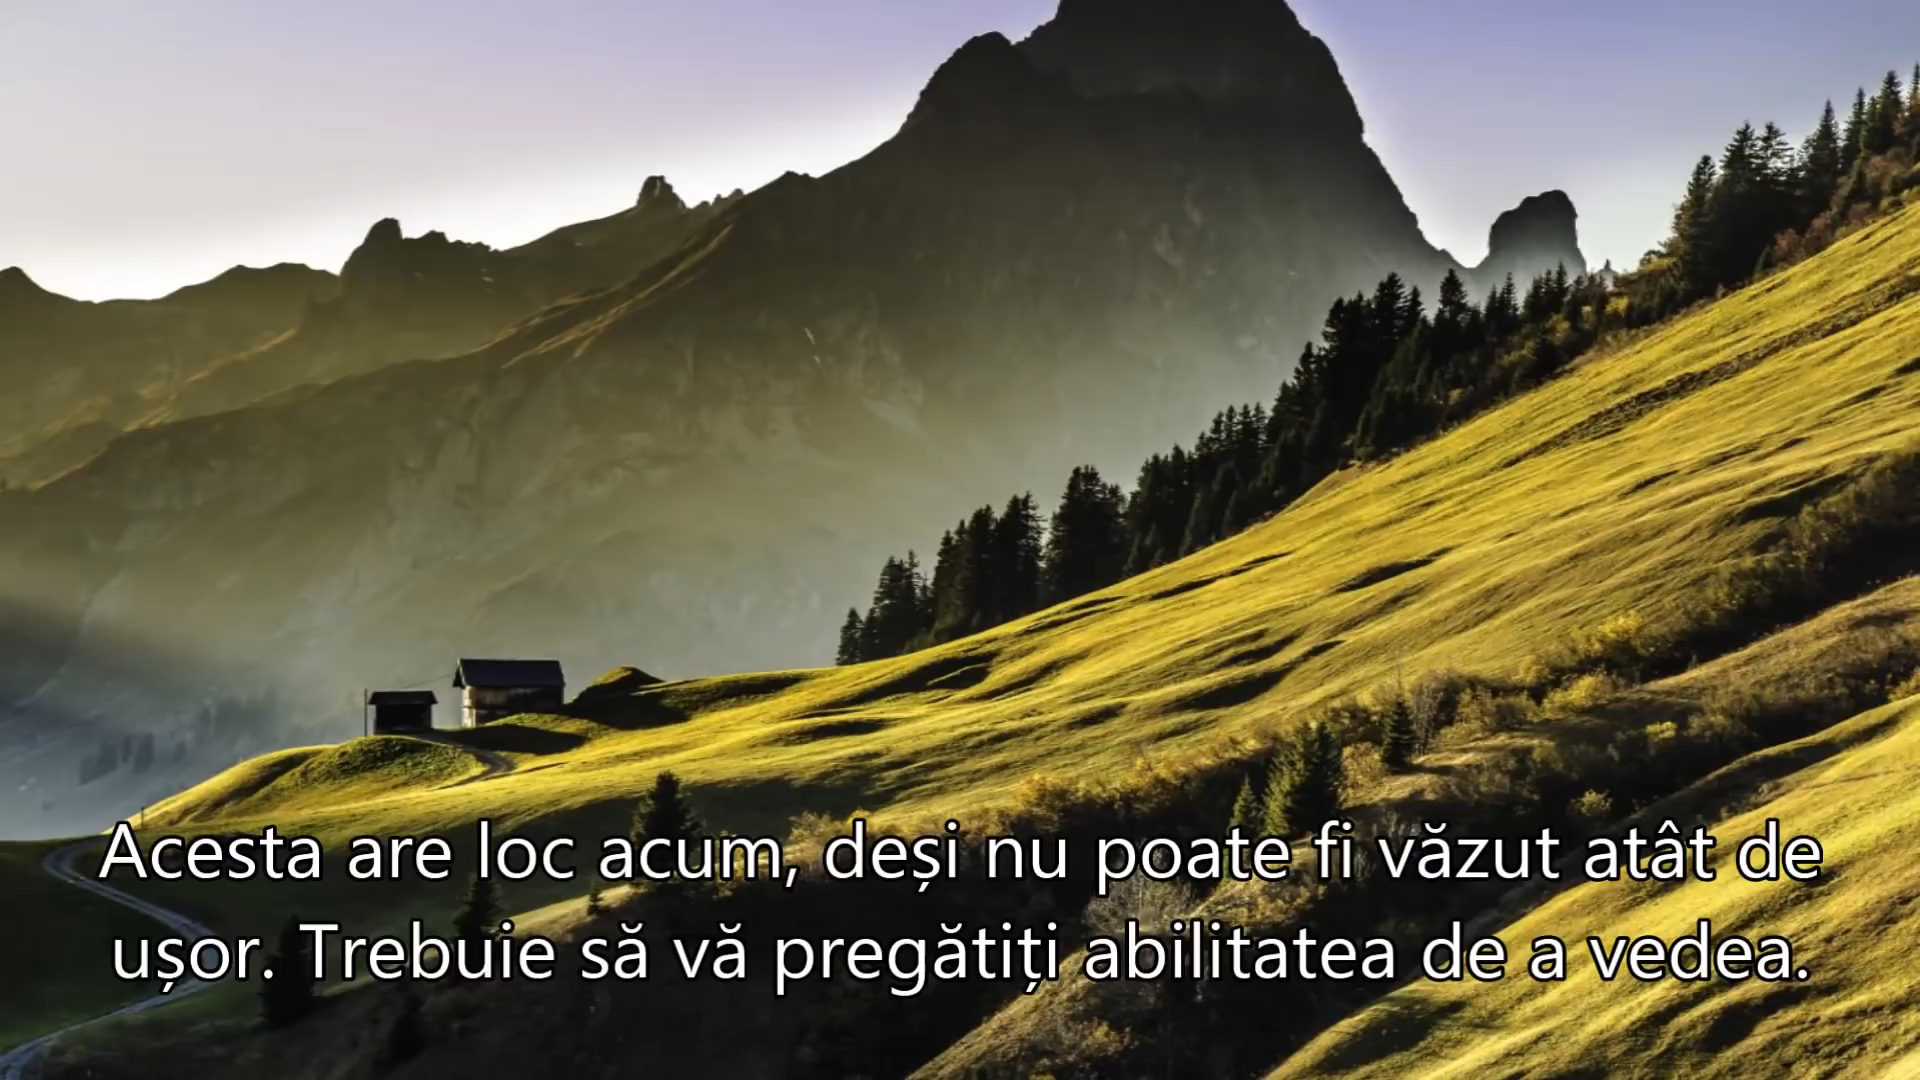 Acesta are loc acum, deși nu poate fi văzut atât de
ușor. Trebuie să vă pregătiți abilitatea de a vedea.